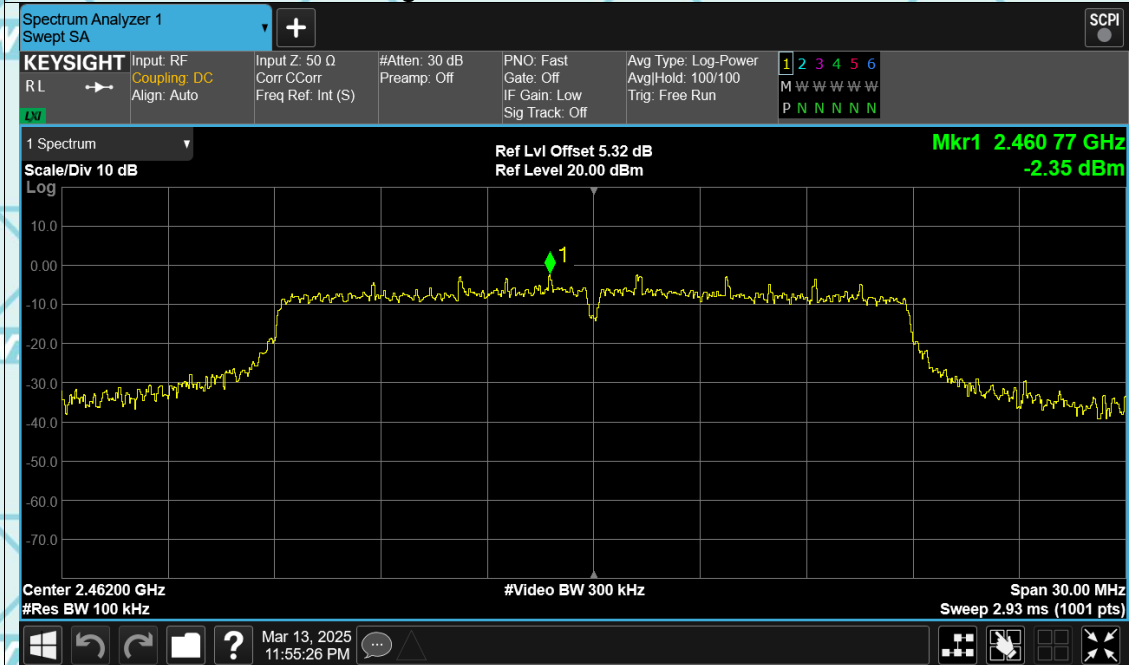 Spectrum Analyzer 1
Swept SA
SCPI
KEYSIGHT
R L
LXI
Input: RF
Coupling: DC
Align: Auto
Input Z: 50 Ω
Corr CCorr
Freq Ref: Int (S)
#Atten: 30 dB
Preamp: Off
PNO: Fast
Gate: Off
IF Gain: Low
Sig Track: Off
Avg Type: Log-Power
Avg|Hold: 100/100
Trig: Free Run
1 2 3 4 5 6
M W W W W W
P N N N N N
1 Spectrum
Scale/Div 10 dB
Ref Lvl Offset 5.32 dB
Ref Level 20.00 dBm
Mkr1 2.460 77 GHz
-2.35 dBm
Log
10.0
0.00
-10.0
-20.0
-30.0
-40.0
-50.0
-60.0
-70.0
1
Center 2.46200 GHz
#Res BW 100 kHz
#Video BW 300 kHz
Span 30.00 MHz
Sweep 2.93 ms (1001 pts)
?
Mar 13, 2025
11:55:26 PM